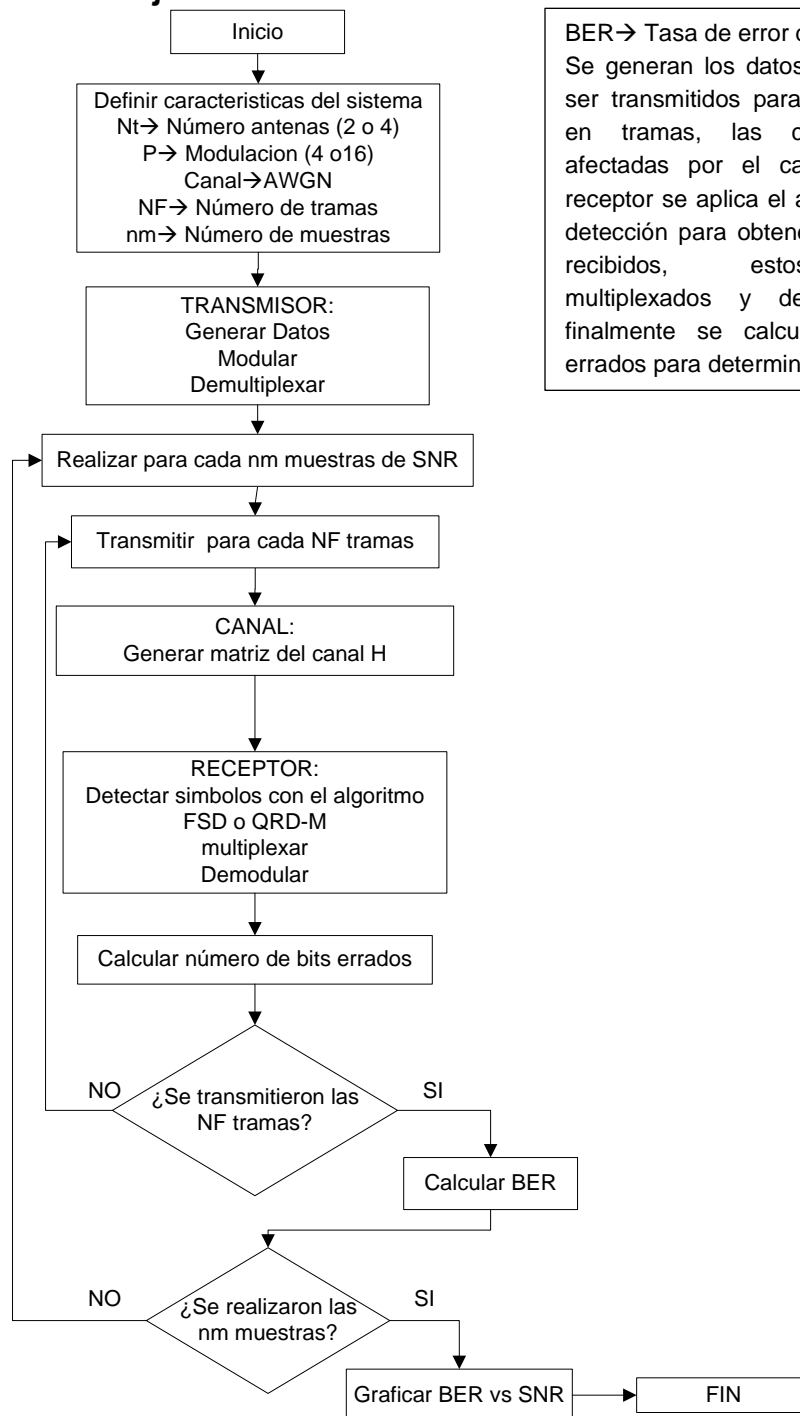 Inicio
Definir caracteristicas del sistema
Nt→ Número antenas (2 o 4)
P→ Modulacion (4 o16)
Canal→AWGN
NF→ Número de tramas
nm→ Número de muestras
TRANSMISOR:
Generar Datos
Modular
Demultiplexar
Realizar para cada nm muestras de SNR
Transmitir para cada NF tramas
CANAL:
Generar matriz del canal H
RECEPTOR:
Detectar simbolos con el algoritmo
FSD o QRD-M
multiplexar
Demodular
Calcular número de bits errados
¿Se transmitieron las
NF tramas?
NO
SI
Calcular BER
¿Se realizaron las
nm muestras?
NO
SI
Graficar BER vs SNR
FIN
BER→ Tasa de error
Se generan los datos
ser transmitidos para
en tramas, las
afectadas por el
receptor se aplica el
detección para
recibidos, estos
multiplexados y
finalmente se
errados para